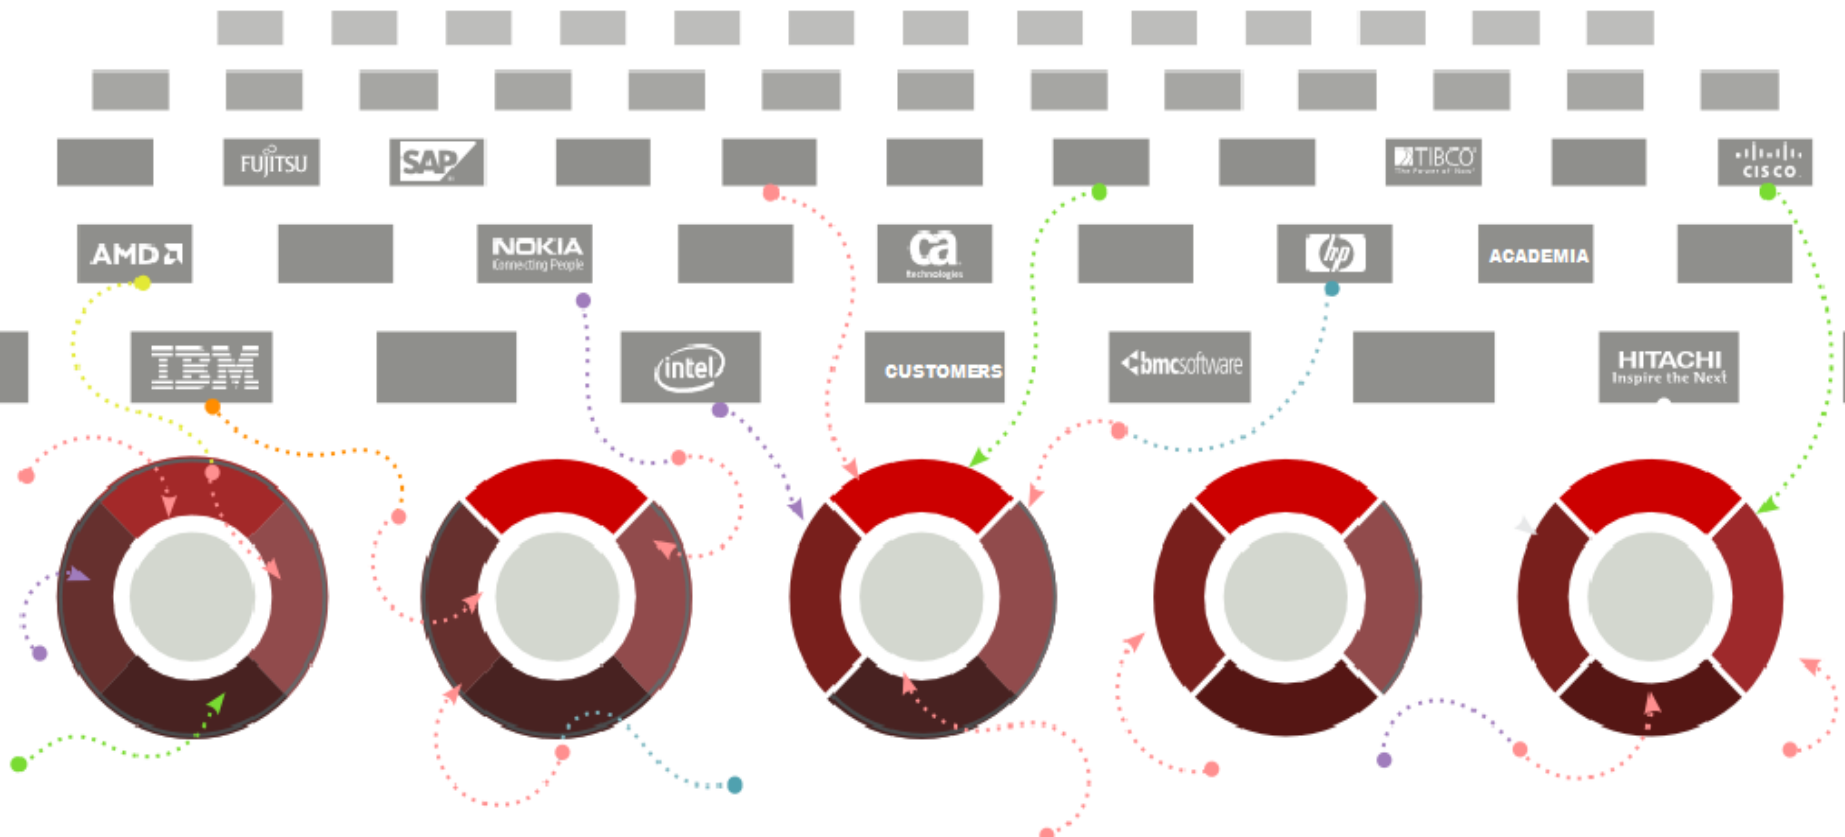 FUJITSU
SAP
TIBCO
The Power of Now
CISCO
AMD
NOKIA
Connecting People
ca
technologies
hp
ACADEMIA
IBM
intel
CUSTOMERS
bmcsoftware
HITACHI
Inspire the Next